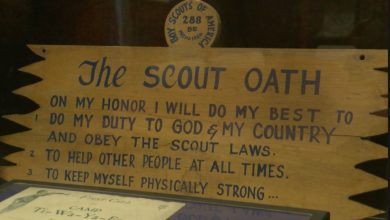 BOY SCOUTS OF AMERICA
288
The SCOUT OATH
ON MY HONOR I WILL DO MY BEST TO
1 DO MY DUTY TO GOD & MY COUNTRY
AND OBEY THE SCOUT LAWS.
2 TO HELP OTHER PEOPLE AT ALL TIMES.
3 TO KEEP MYSELF PHYSICALLY STRONG...
CAMP